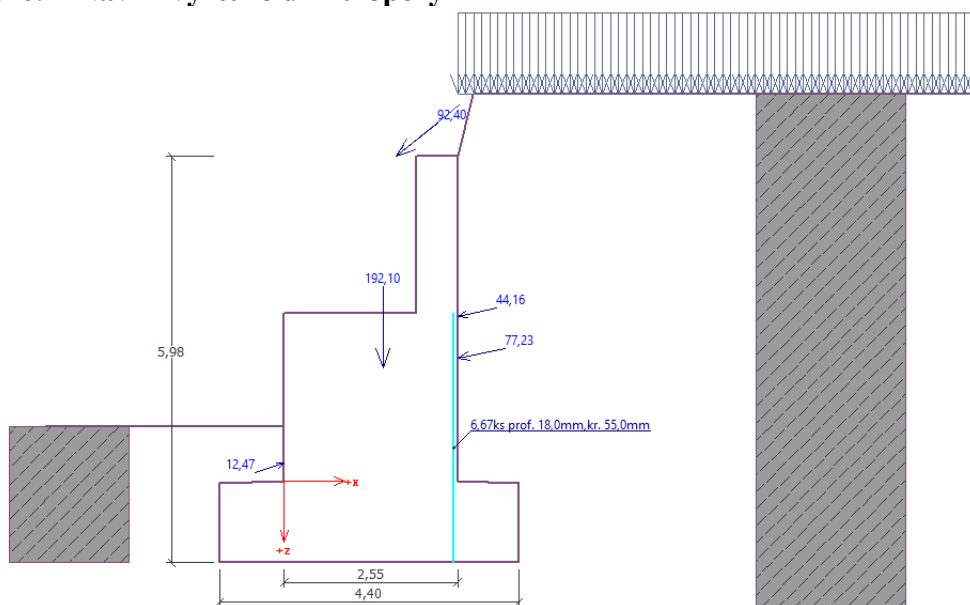 92,40
192,10
44,16
5,98
77,23
6,67ks prof. 18,0mm,kr. 55,0mm
12,47
+x
+z
2,55
4,40